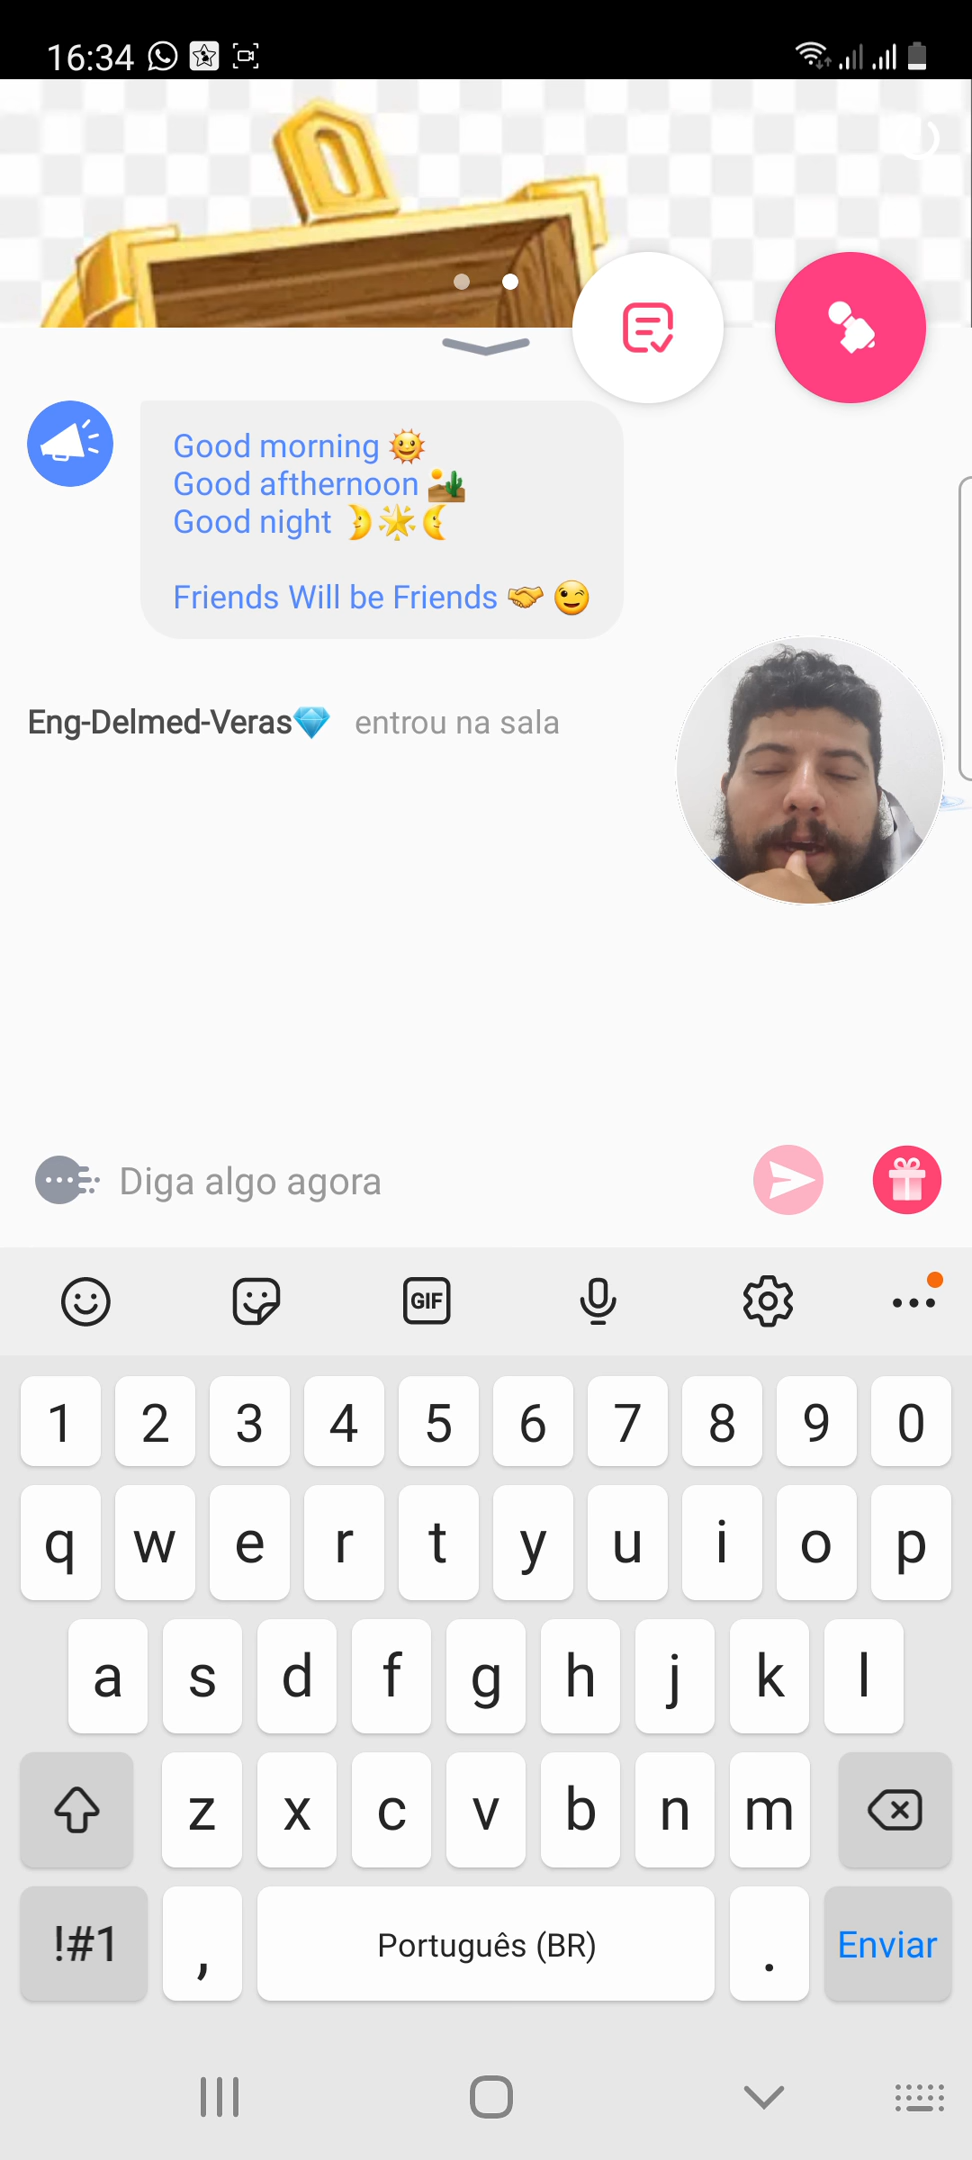 16:34
Good morning 🌞
Good afthernoon 🏜️
Good night 🌛🌟🌜
Friends Will be Friends 🤝 😉
Eng-Delmed-Veras💎 entrou na sala
Diga algo agora
GIF
1 2 3 4 5 6 7 8 9 0
q w e r t y u i o p
a s d f g h j k l
z x c v b n m
!#1 , Português (BR) . Enviar